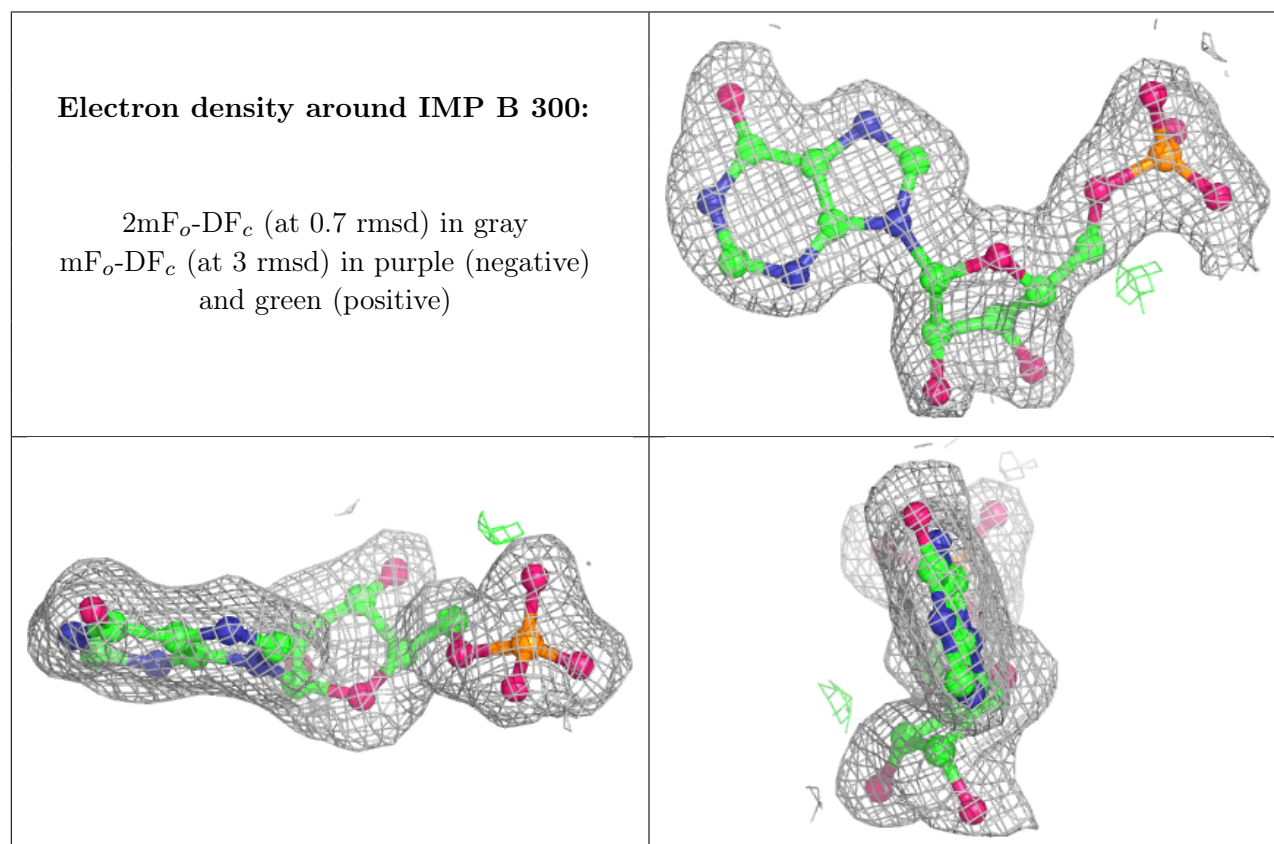 Electron density around IMP B 300:
2mFₒ-DF𝑐 (at 0.7 rmsd) in gray
mFₒ-DF𝑐 (at 3 rmsd) in purple (negative)
and green (positive)